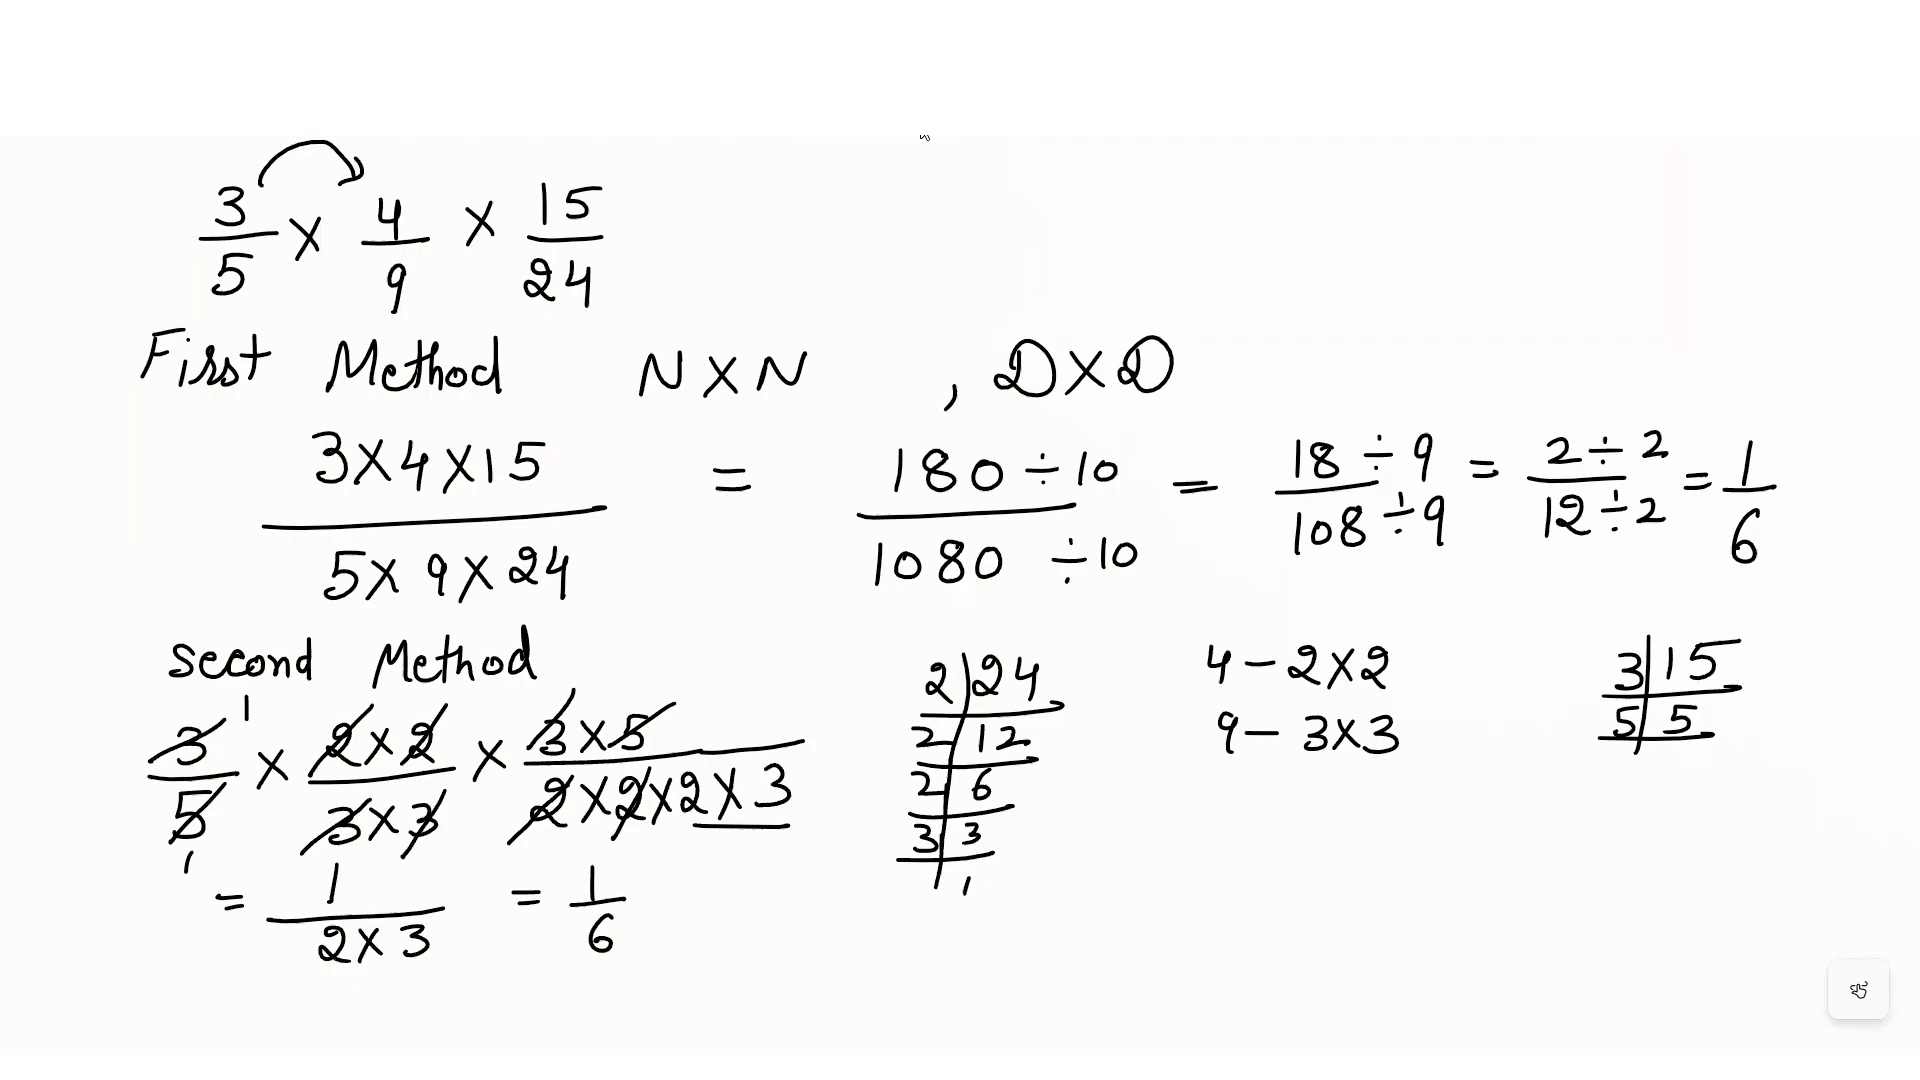 3/5 × 4/9 × 15/24
First Method N×N , D×D
3×4×15 / 5×9×24 = 180÷10 / 1080÷10 = 18÷9 / 108÷9 = 2÷2 / 12÷2 = 1/6
Second Method
1
3/5 × 2×2 / 3×3 × 3×5 / 2×2×2×3
1
= 1 / 2×3 = 1/6
2|24
2|12
2|6
3|3
1
4 – 2×2
9 – 3×3
3|15
5|5